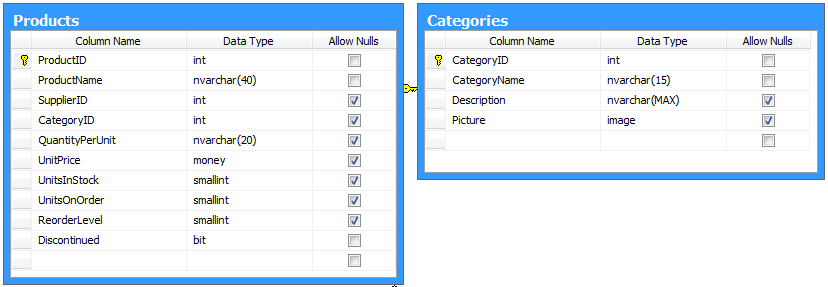 Products
Column Name Data Type Allow Nulls
ProductID int
ProductName nvarchar(40)
SupplierID int
CategoryID int
QuantityPerUnit nvarchar(20)
UnitPrice money
UnitsInStock smallint
UnitsOnOrder smallint
ReorderLevel smallint
Discontinued bit
Categories
Column Name Data Type Allow Nulls
CategoryID int
CategoryName nvarchar(15)
Description nvarchar(MAX)
Picture image